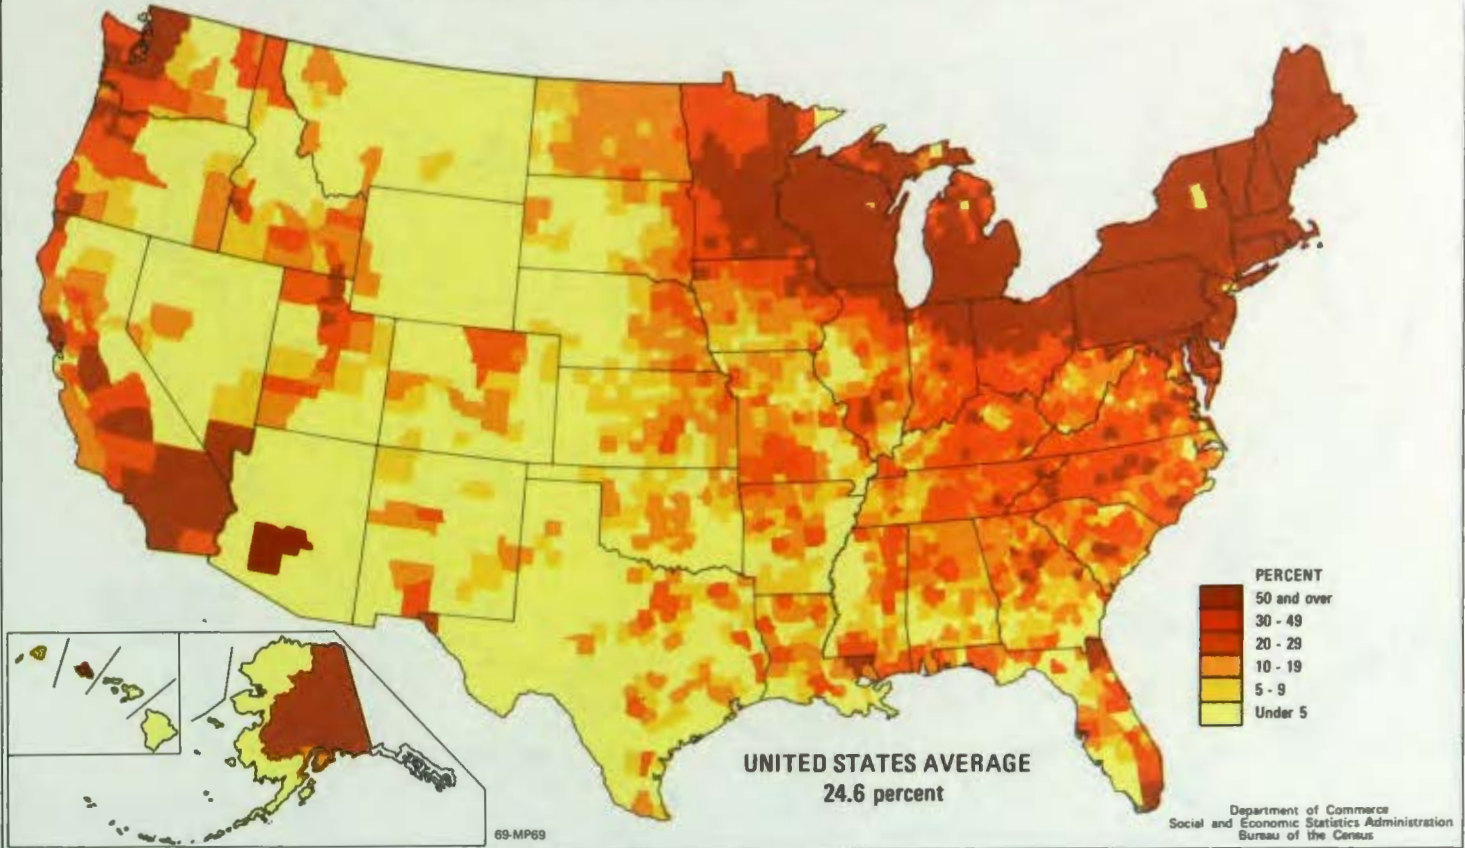 PERCENT
50 and over
30 - 49
20 - 29
10 - 19
5 - 9
Under 5
UNITED STATES AVERAGE
24.6 percent
69-MP69
Department of Commerce
Social and Economic Statistics Administration
Bureau of the Census